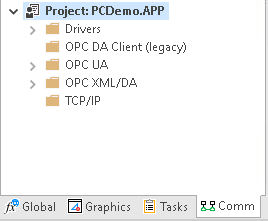 Project: PCDemo.APP
Drivers
OPC DA Client (legacy)
OPC UA
OPC XML/DA
TCP/IP
fx Global Graphics Tasks Comm